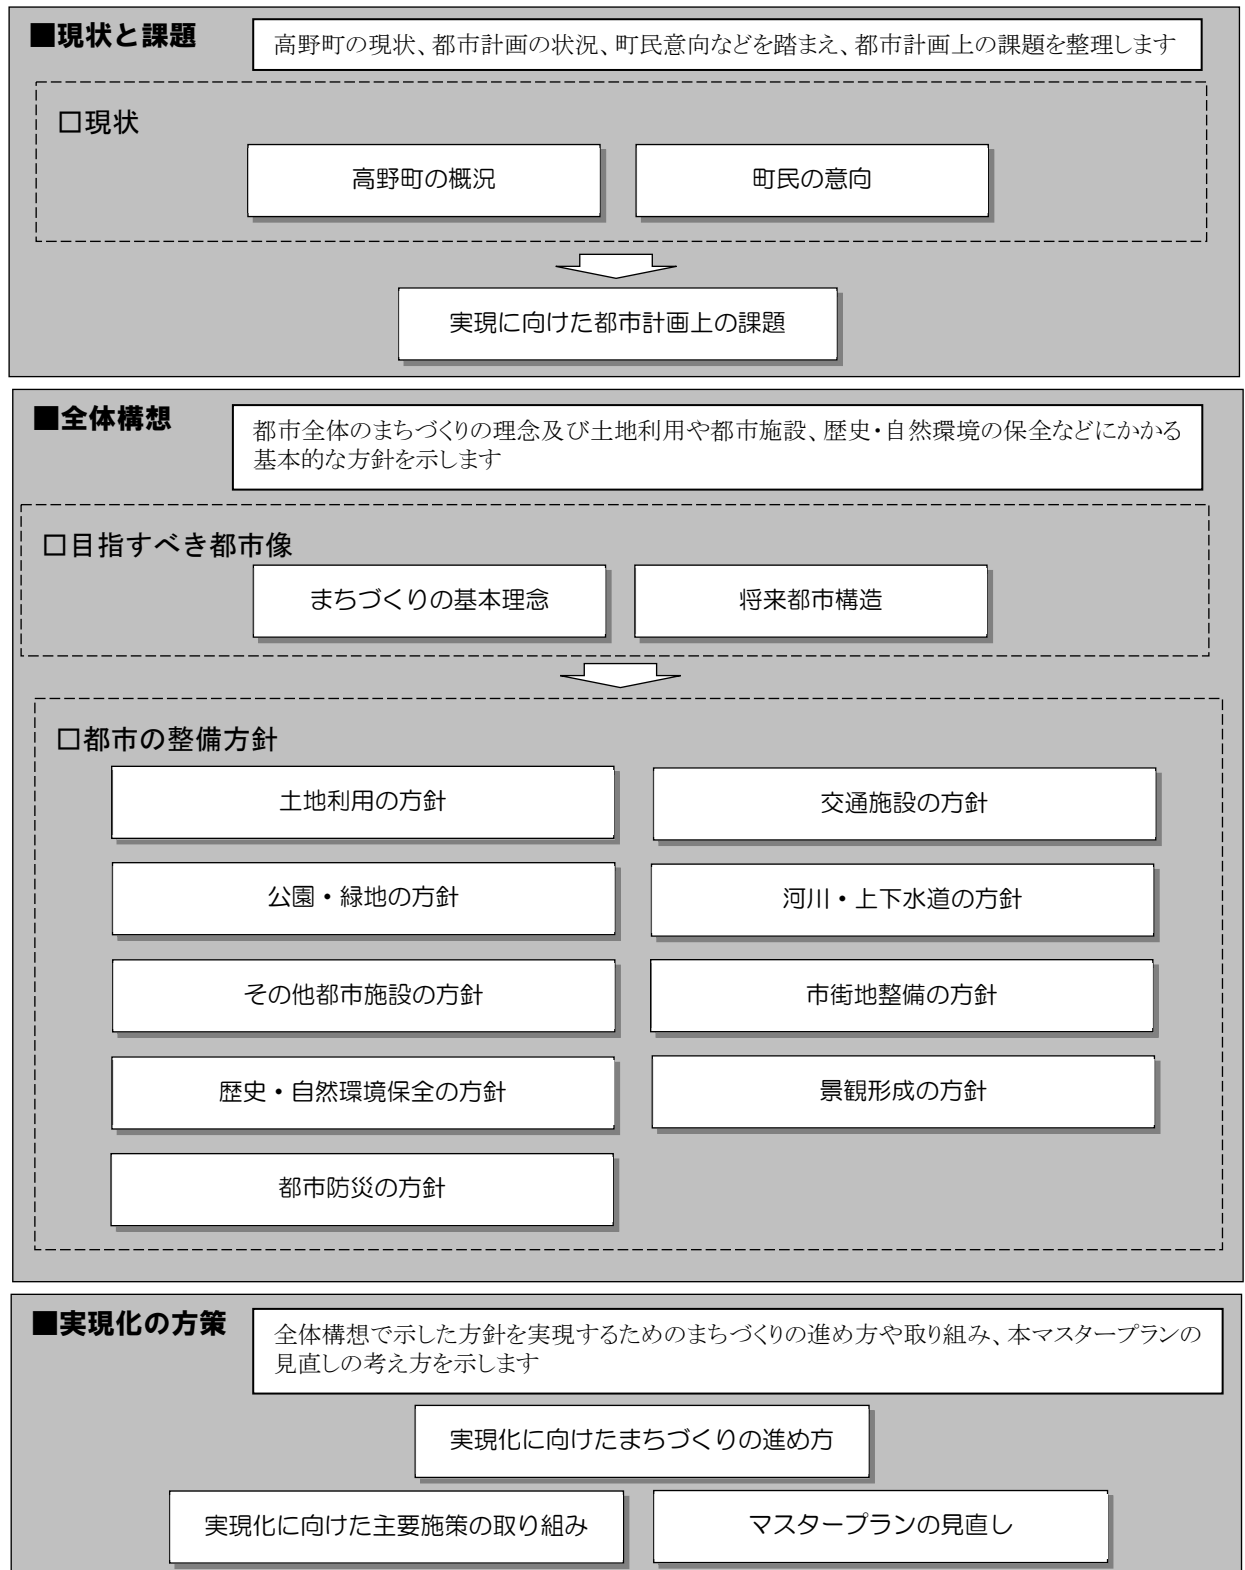 ■現状と課題
高野町の現状、都市計画の状況、町民意向などを踏まえ、都市計画上の課題を整理します
□現状
高野町の概況
町民の意向
実現に向けた都市計画上の課題
■全体構想
都市全体のまちづくりの理念及び土地利用や都市施設、歴史・自然環境の保全などにかかる
基本的な方針を示します
□目指すべき都市像
まちづくりの基本理念
将来都市構造
□都市の整備方針
土地利用の方針
交通施設の方針
公園・緑地の方針
河川・上下水道の方針
その他都市施設の方針
市街地整備の方針
歴史・自然環境保全の方針
景観形成の方針
都市防災の方針
■実現化の方策
全体構想で示した方針を実現するためのまちづくりの進め方や取り組み、本マスタープランの
見直しの考え方を示します
実現化に向けたまちづくりの進め方
実現化に向けた主要施策の取り組み
マスタープランの見直し